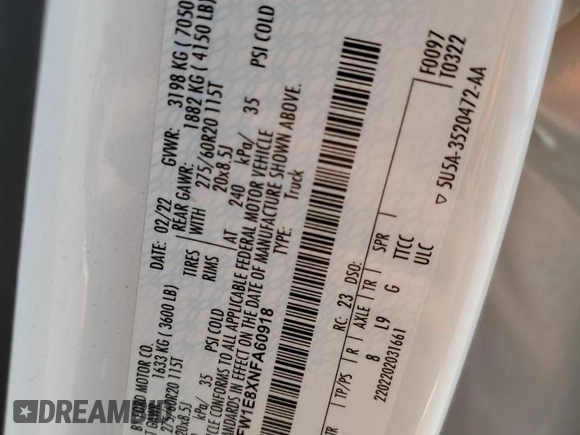 DATE: 02/22 GVWR: 3198 KG ( 7050
BY FORD MOTOR CO. REAR GAWR: 1882 KG ( 4150 LB)
1633 KG ( 3600 LB) WITH 275/60R20 115T
275/60R20 115T TIRES 20x8.5J
20x8.5J RIMS
kPa/ 35 PSI COLD AT 240 kPa/ 35 PSI COLD
VEHICLE CONFORMS TO ALL APPLICABLE FEDERAL MOTOR VEHICLE
STANDARDS IN EFFECT ON THE DATE OF MANUFACTURE SHOWN ABOVE.
FW1E8XNFA60918 TYPE: Truck
F0097
T0322
RC: 23 DSO:
TP/PS R AXLE TR SPR
8 L9 G TTCC
ULC
2202202031661
▽ 5U5A-3520472-AA
DEALERS
AUCTION